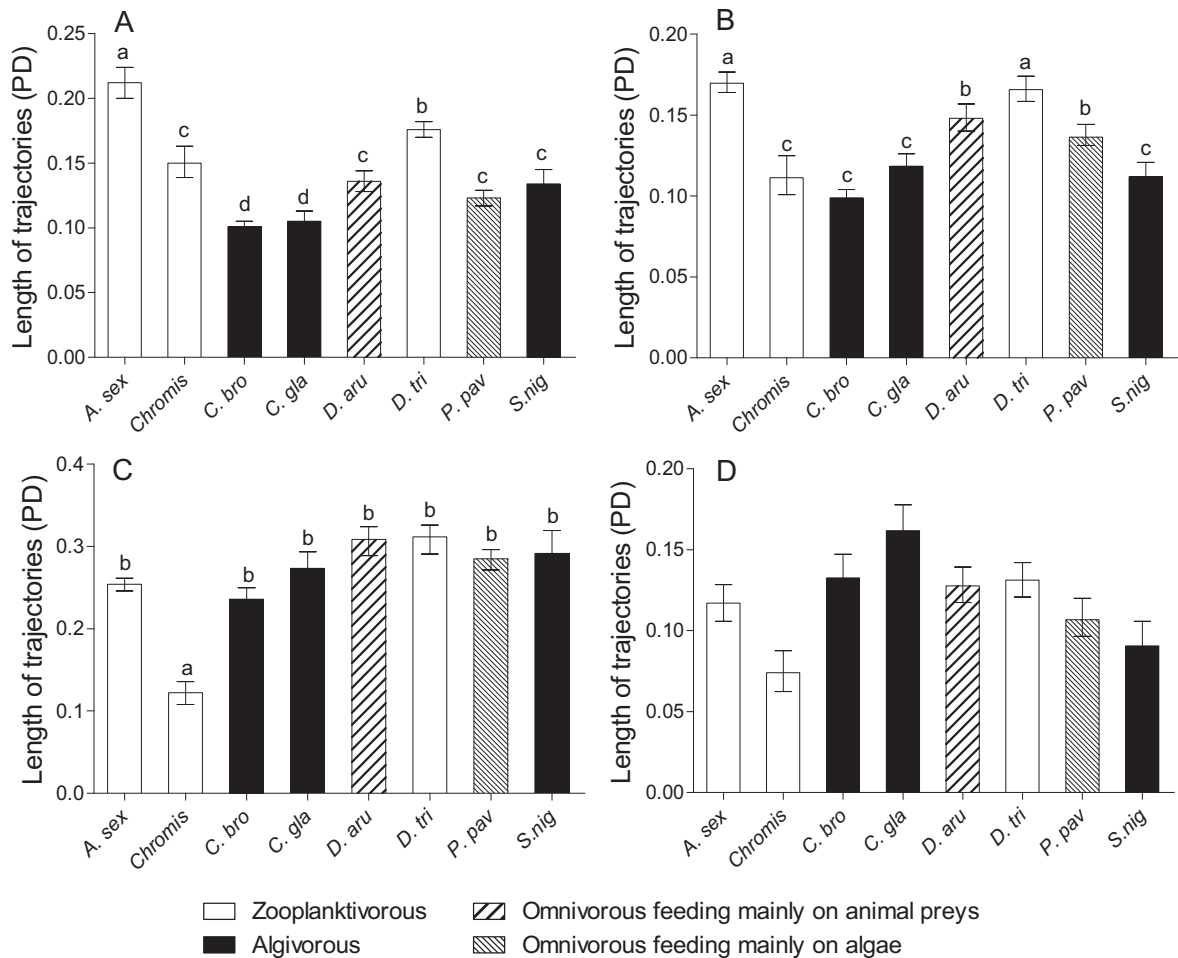 A
Length of trajectories (PD)
0.25
0.20
0.15
0.10
0.05
0.00
a
c
d
d
c
b
c
c
A. sex
Chromis
C. bro
C. gla
D. aru
D. tri
P. pav
S.nig
B
Length of trajectories (PD)
0.20
0.15
0.10
0.05
0.00
a
c
c
c
b
a
b
c
A. sex
Chromis
C. bro
C. gla
D. aru
D. tri
P. pav
S.nig
C
Length of trajectories (PD)
0.4
0.3
0.2
0.1
0.0
b
a
b
b
b
b
b
b
A. sex
Chromis
C. bro
C. gla
D. aru
D. tri
P. pav
S.nig
D
Length of trajectories (PD)
0.20
0.15
0.10
0.05
0.00
A. sex
Chromis
C. bro
C. gla
D. aru
D. tri
P. pav
S.nig
Zooplanktivorous
Omnivorous feeding mainly on animal preys
Algivorous
Omnivorous feeding mainly on algae